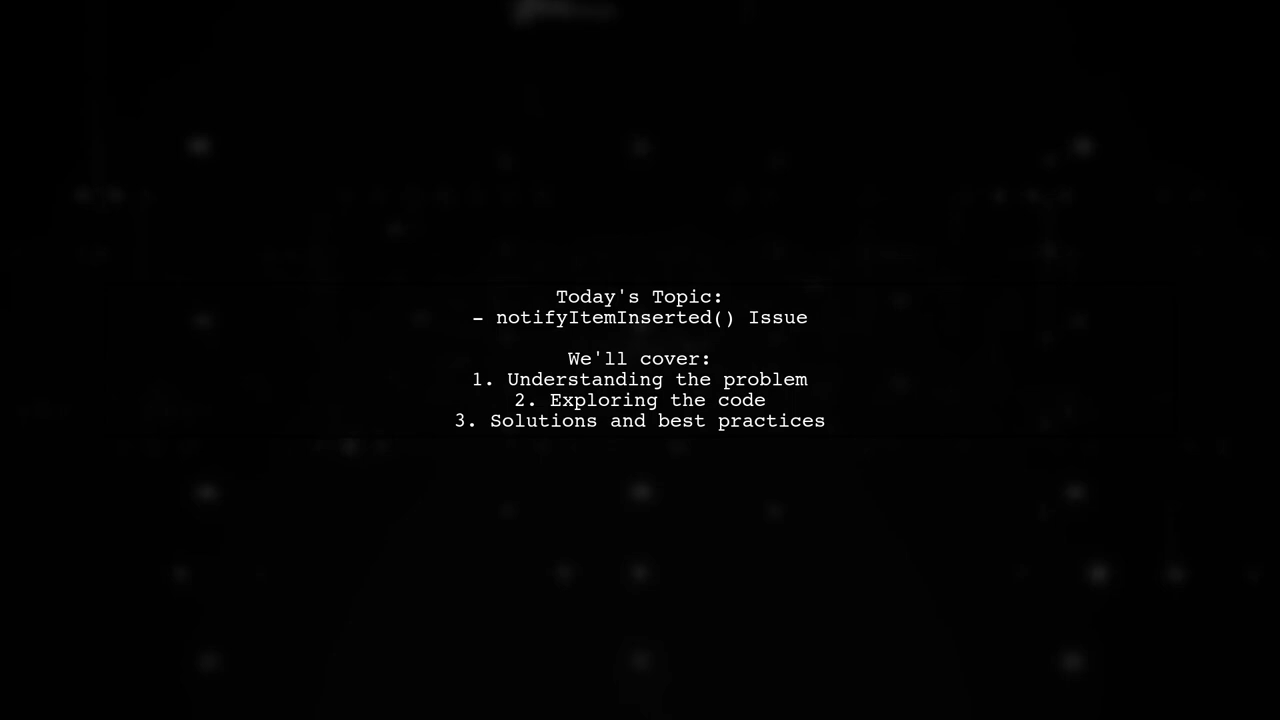 Today's Topic:
- notifyItemInserted() Issue
We'll cover:
1. Understanding the problem
2. Exploring the code
3. Solutions and best practices